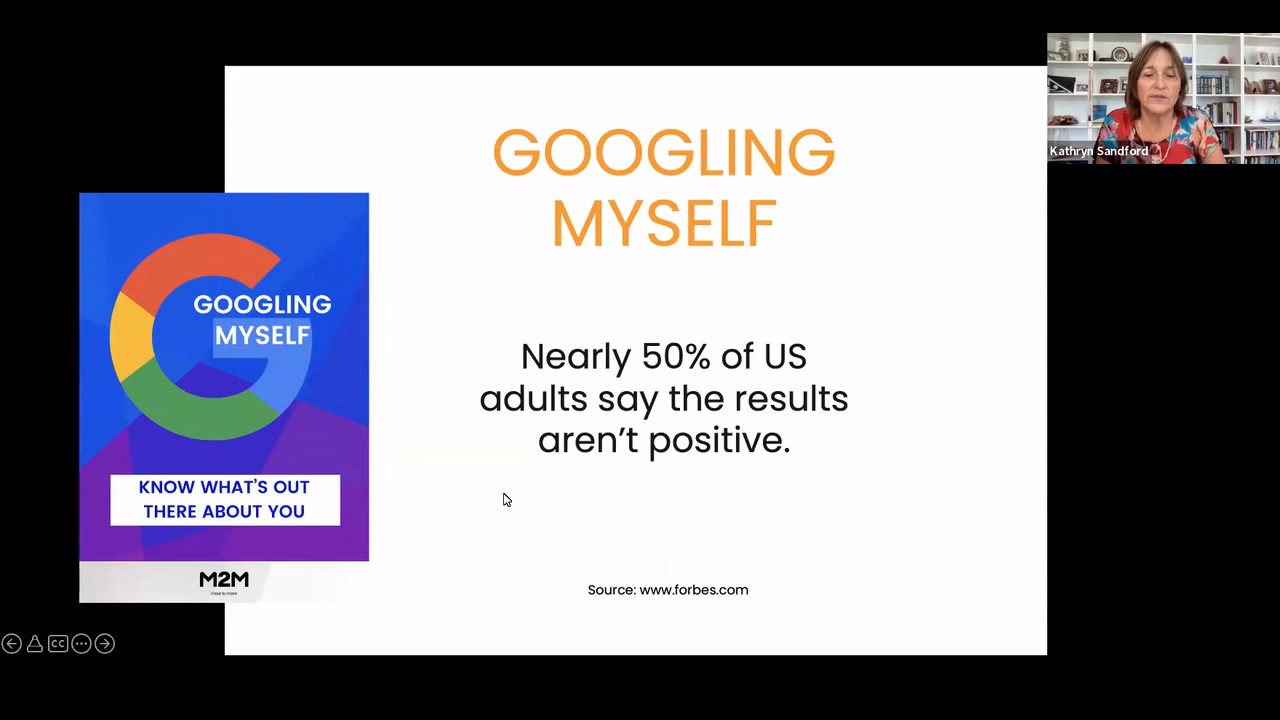 GOOGLING
MYSELF
Nearly 50% of US
adults say the results
aren't positive.
Source: www.forbes.com
GOOGLING
MYSELF
KNOW WHAT'S OUT
THERE ABOUT YOU
M2M
Kathryn Sandford
CC